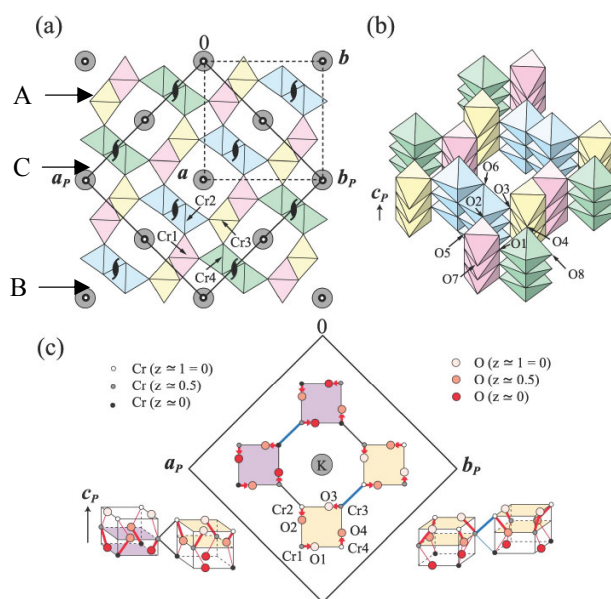 (a)
0
b
A
C
a_P
a
b_P
Cr2
Cr1
Cr3
Cr4
B
(b)
c_P
O6
O3
O2
O5
O1
O4
O7
O8
(c)
0
Cr (z ≃ 1 = 0)
Cr (z ≃ 0.5)
Cr (z ≃ 0)
O (z ≃ 1 = 0)
O (z ≃ 0.5)
O (z ≃ 0)
a_P
K
b_P
c_P
Cr2
O3
Cr3
O2
O4
Cr1
O1
Cr4